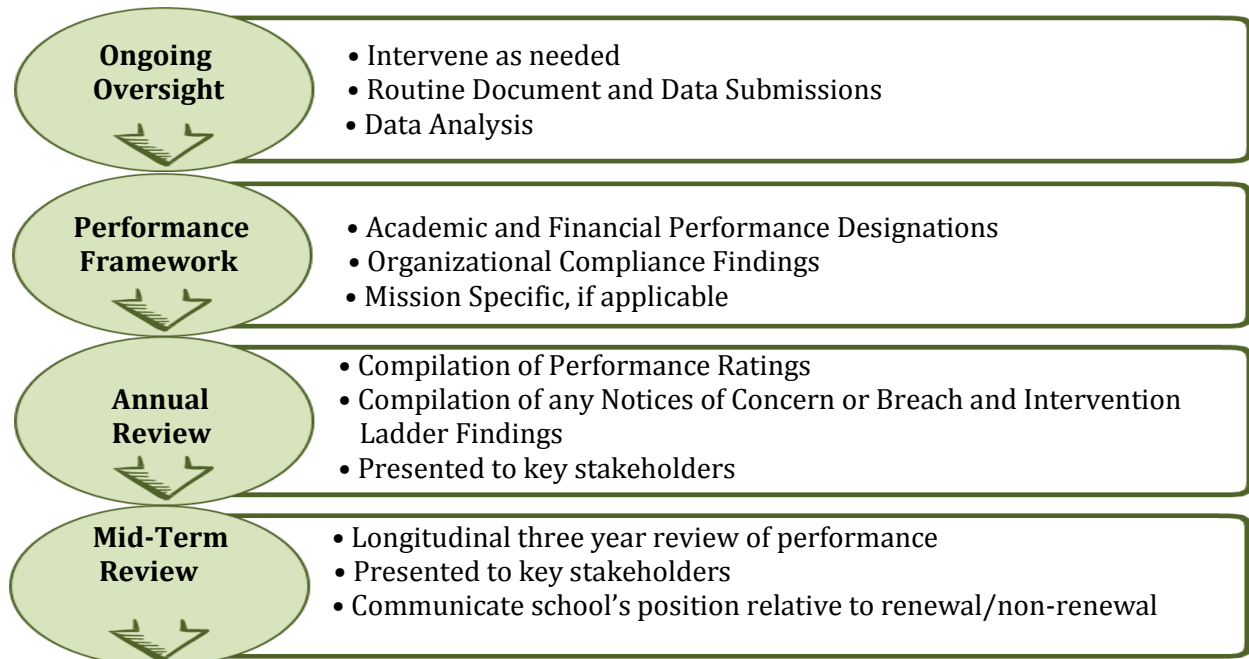 Ongoing
Oversight
• Intervene as needed
• Routine Document and Data Submissions
• Data Analysis
Performance
Framework
• Academic and Financial Performance Designations
• Organizational Compliance Findings
• Mission Specific, if applicable
Annual
Review
• Compilation of Performance Ratings
• Compilation of any Notices of Concern or Breach and Intervention
Ladder Findings
• Presented to key stakeholders
Mid-Term
Review
• Longitudinal three year review of performance
• Presented to key stakeholders
• Communicate school's position relative to renewal/non-renewal